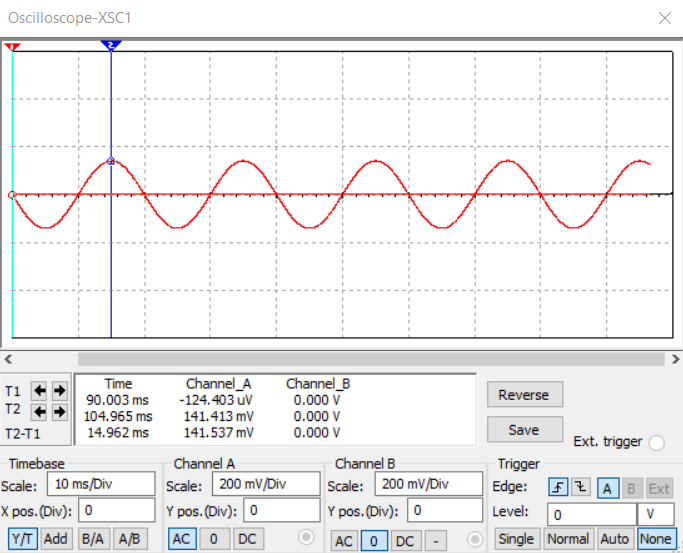 Oscilloscope-XSC1
1 2
T1
T2
T2-T1
Time Channel_A Channel_B
90.003 ms -124.403 uV 0.000 V
104.965 ms 141.413 mV 0.000 V
14.962 ms 141.537 mV 0.000 V
Reverse
Save
Ext. trigger
Timebase
Scale: 10 ms/Div
X pos.(Div): 0
Y/T Add B/A A/B
Channel A
Scale: 200 mV/Div
Y pos.(Div): 0
AC 0 DC
Channel B
Scale: 200 mV/Div
Y pos.(Div): 0
AC 0 DC -
Trigger
Edge: A B Ext
Level: 0 V
Single Normal Auto None